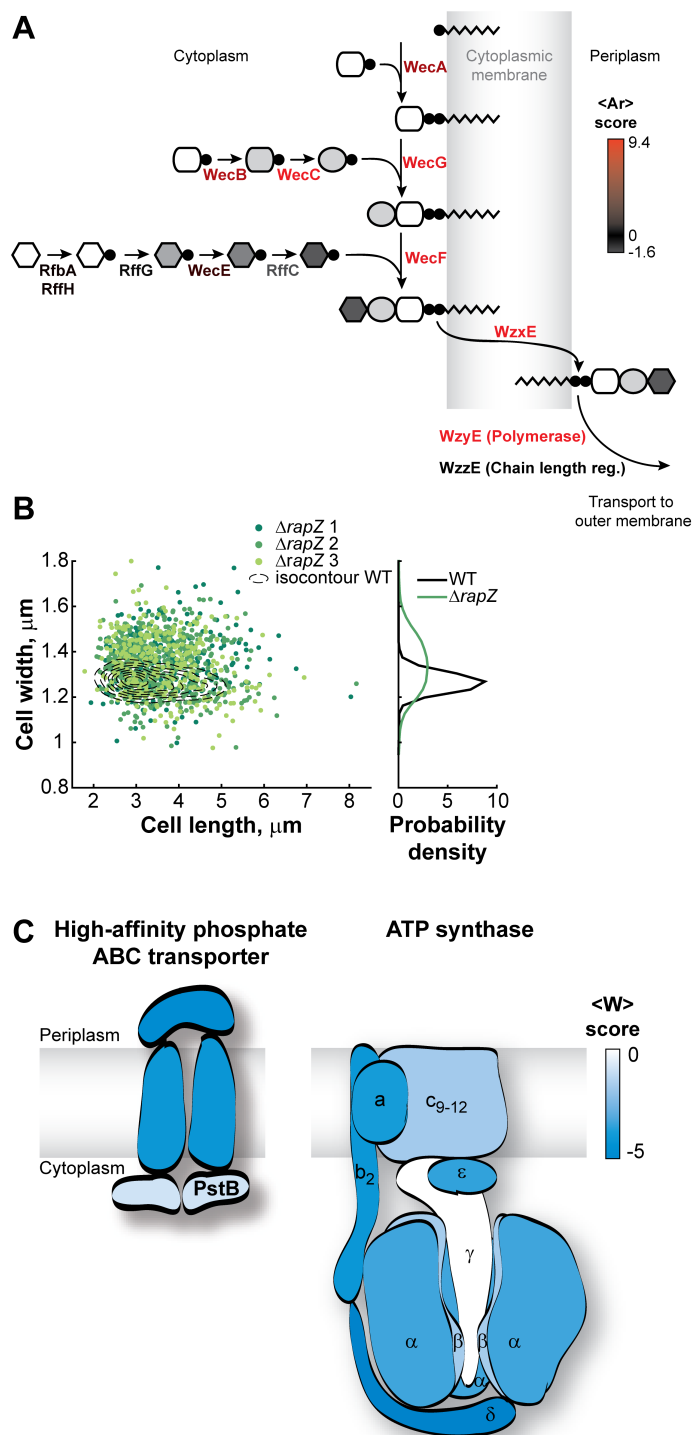 A
Cytoplasm
Cytoplasmic
membrane
Periplasm
WecA
<Ar>
score
9.4
0
-1.6
WecB
WecC
WecG
RfbA
RffH
RffG
WecE
RffC
WecF
WzxE
WzyE (Polymerase)
WzzE (Chain length reg.)
Transport to
outer membrane
B
ΔrapZ 1
ΔrapZ 2
ΔrapZ 3
isocontour WT
1.8
1.6
1.4
1.2
1
0.8
Cell width, μm
2 3 4 5 6 7 8
Cell length, μm
WT
ΔrapZ
0 5 10
Probability
density
C
High-affinity phosphate
ABC transporter
ATP synthase
<W>
score
0
-5
Periplasm
Cytoplasm
PstB
a
c9-12
b2
ε
γ
α
β
β
α
α
δ